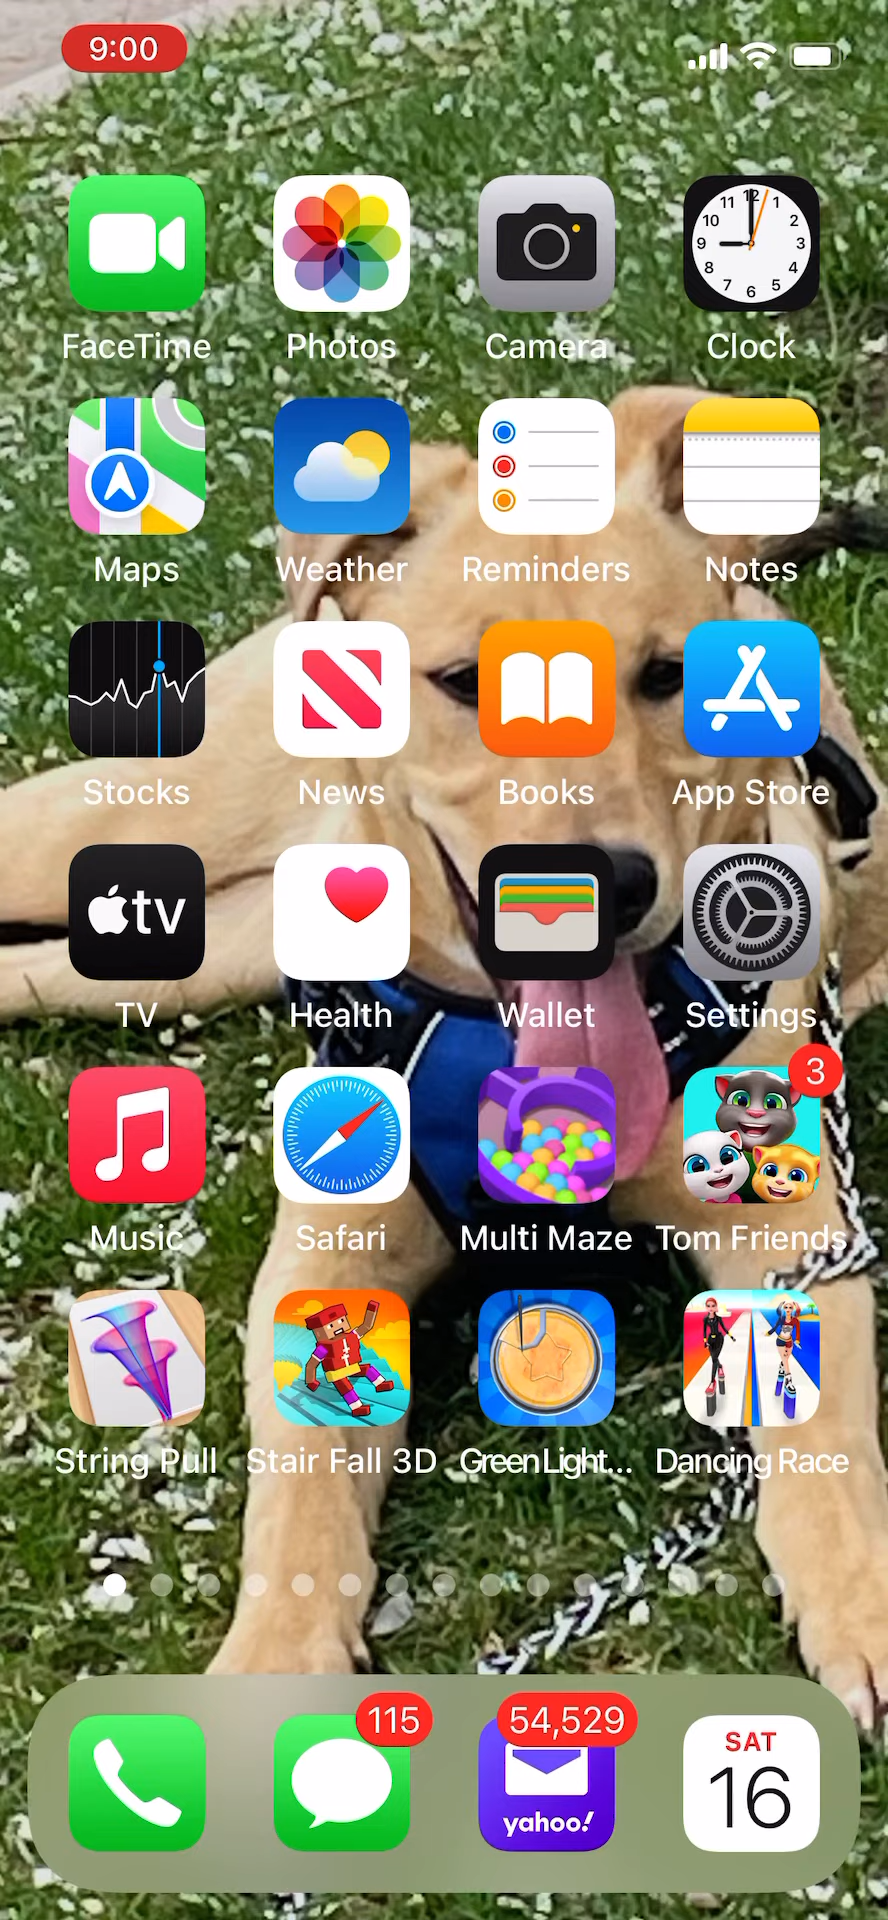 9:00
FaceTime Photos Camera Clock
Maps Weather Reminders Notes
Stocks News Books App Store
tv
TV Health Wallet Settings
3
Music Safari Multi Maze Tom Friends
String Pull Stair Fall 3D GreenLight... Dancing Race
115 54,529
SAT
16
yahoo!